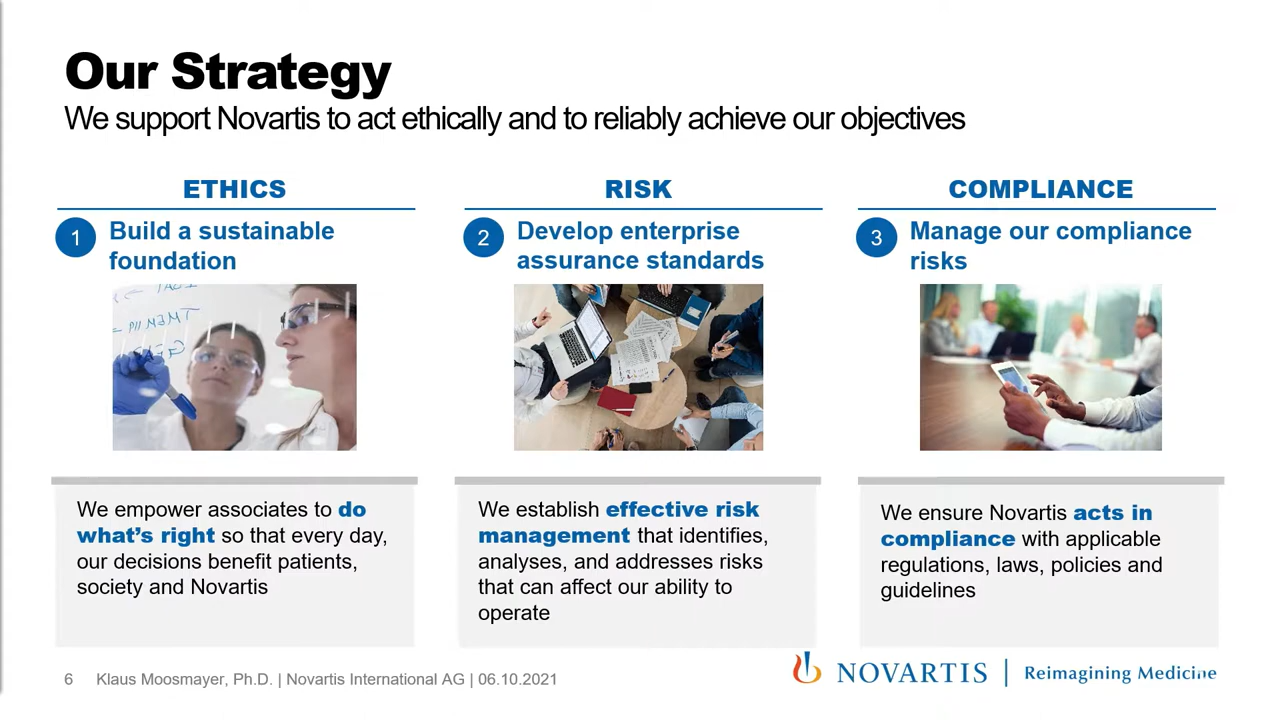 Our Strategy
We support Novartis to act ethically and to reliably achieve our objectives
ETHICS
1
Build a sustainable
foundation
We empower associates to do
what's right so that every day,
our decisions benefit patients,
society and Novartis
RISK
2
Develop enterprise
assurance standards
We establish effective risk
management that identifies,
analyses, and addresses risks
that can affect our ability to
operate
COMPLIANCE
3
Manage our compliance
risks
We ensure Novartis acts in
compliance with applicable
regulations, laws, policies and
guidelines
6 Klaus Moosmayer, Ph.D. | Novartis International AG | 06.10.2021
NOVARTIS | Reimagining Medicine